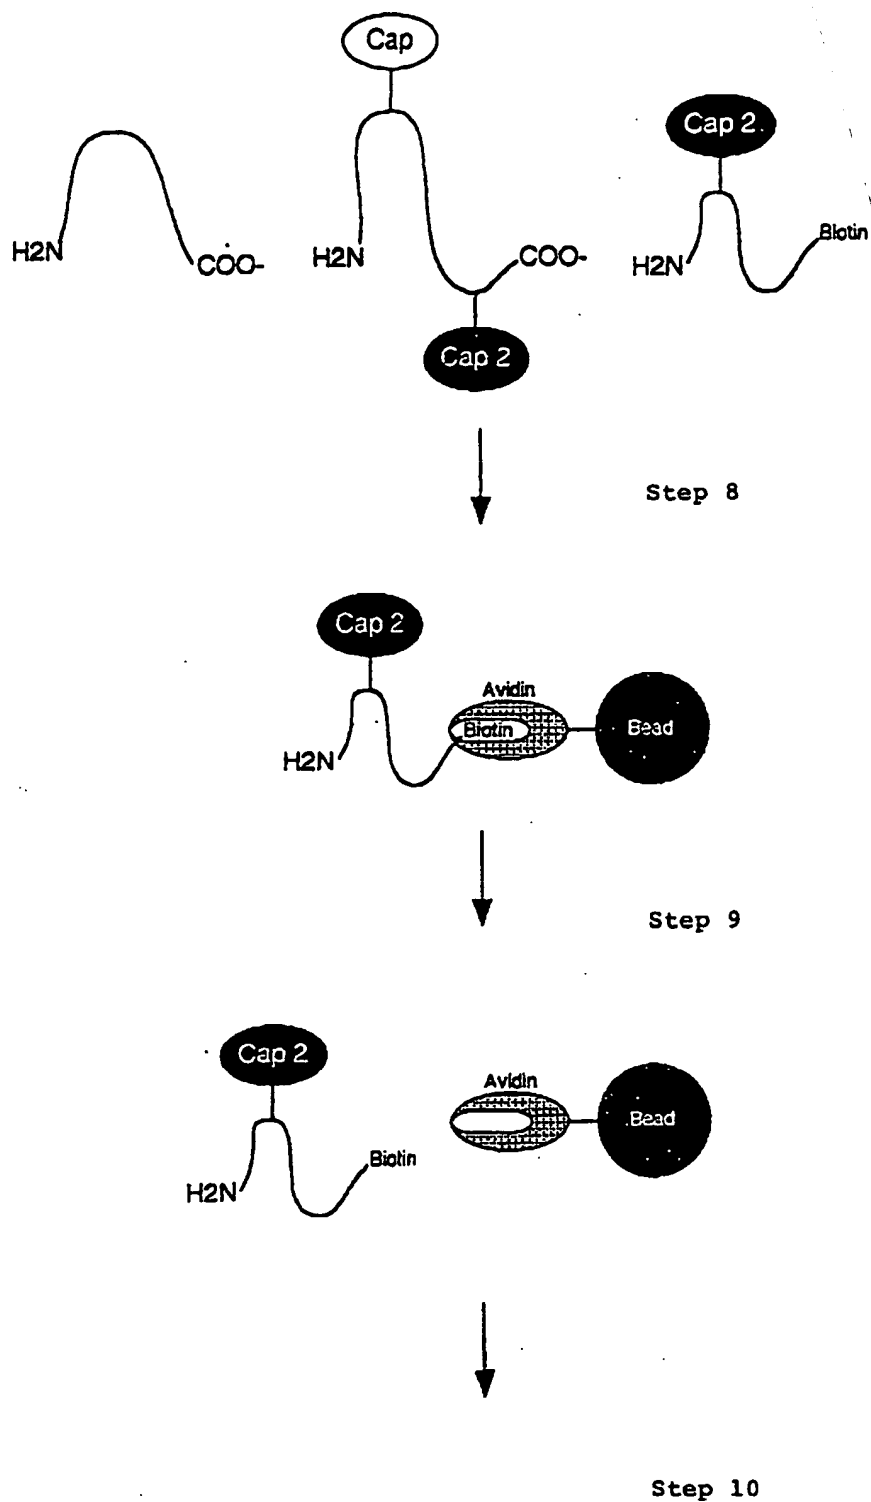 Cap
Cap 2
H2N
COO-
H2N
COO-
H2N
Biotin
Cap 2
Step 8
Cap 2
Avidin
Biotin
Bead
H2N
Step 9
Cap 2
Avidin
Bead
Biotin
H2N
Step 10